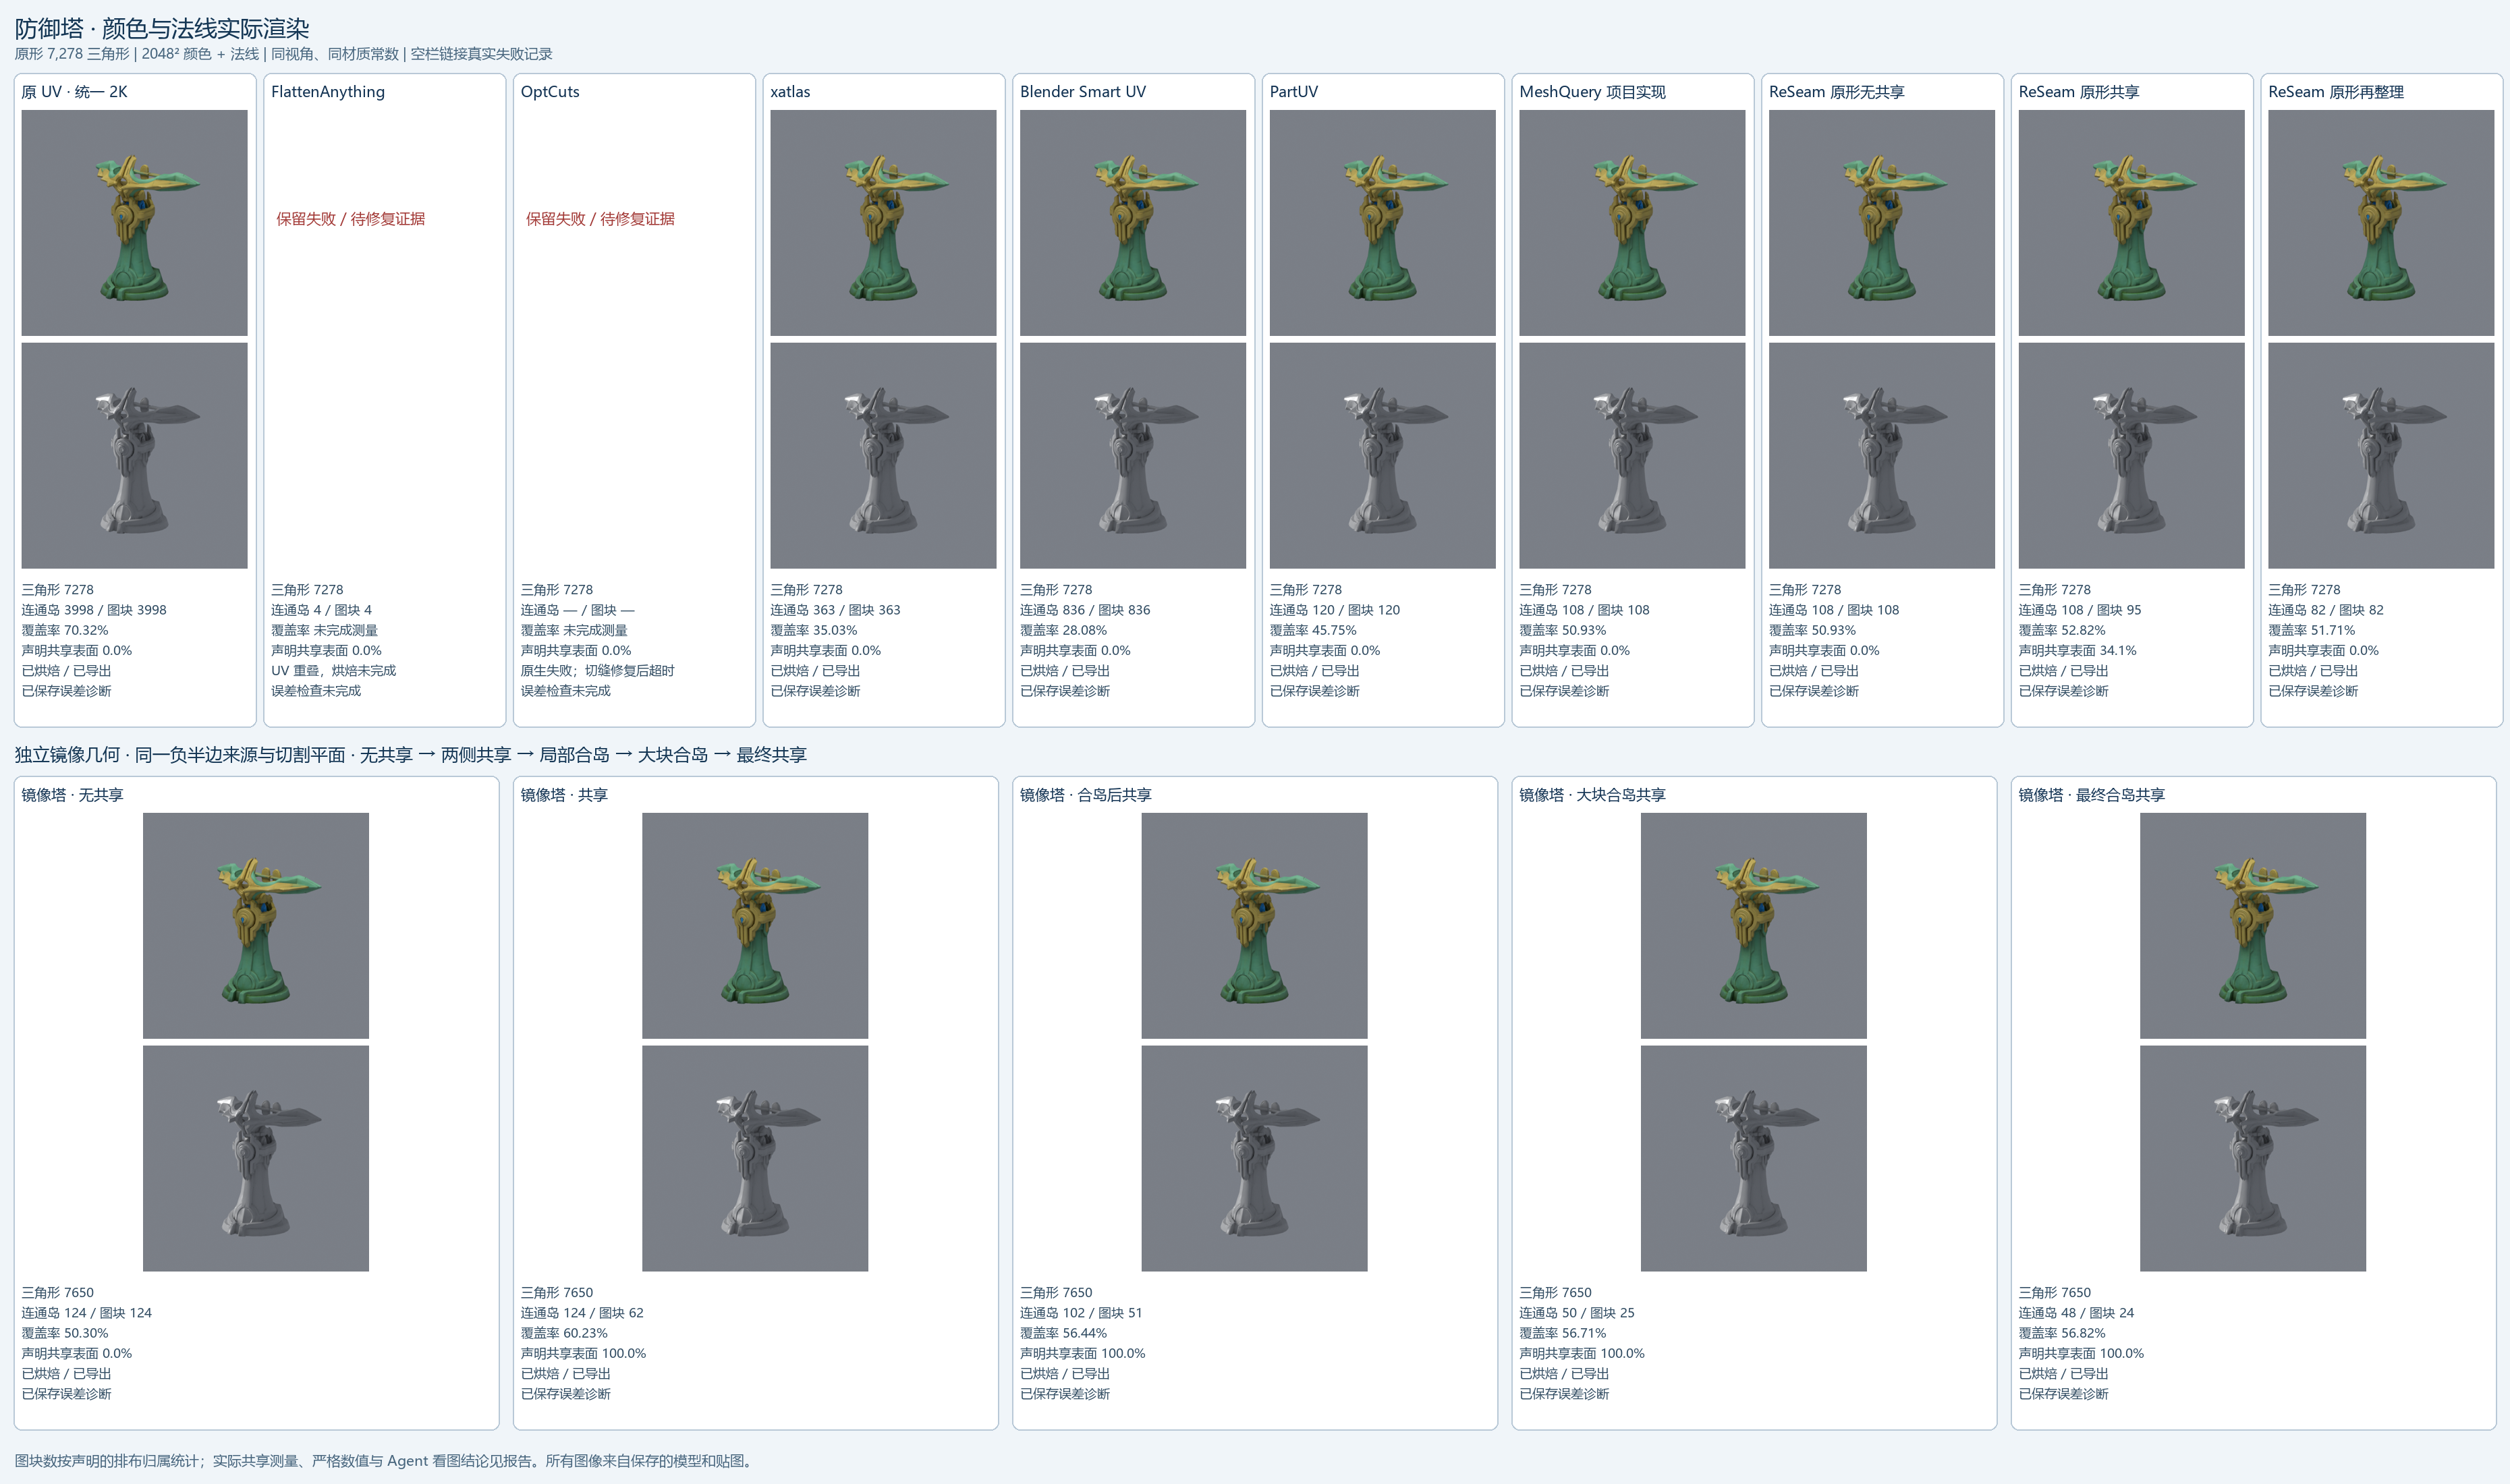 防御塔 · 颜色与法线实际渲染
原形 7,278 三角形 | 2048² 颜色 + 法线 | 同视角、同材质常数 | 空栏链接真实失败记录
原 UV · 统一 2K
三角形 7278
连通岛 3998 / 图块 3998
覆盖率 70.32%
声明共享表面 0.0%
已烘焙 / 已导出
已保存误差诊断
FlattenAnything
保留失败 / 待修复证据
三角形 7278
连通岛 4 / 图块 4
覆盖率 未完成测量
声明共享表面 0.0%
UV 重叠，烘焙未完成
误差检查未完成
OptCuts
保留失败 / 待修复证据
三角形 7278
连通岛 — / 图块 —
覆盖率 未完成测量
声明共享表面 0.0%
原生失败；切缝修复后超时
误差检查未完成
xatlas
三角形 7278
连通岛 363 / 图块 363
覆盖率 35.03%
声明共享表面 0.0%
已烘焙 / 已导出
已保存误差诊断
Blender Smart UV
三角形 7278
连通岛 836 / 图块 836
覆盖率 28.08%
声明共享表面 0.0%
已烘焙 / 已导出
已保存误差诊断
PartUV
三角形 7278
连通岛 120 / 图块 120
覆盖率 45.75%
声明共享表面 0.0%
已烘焙 / 已导出
已保存误差诊断
MeshQuery 项目实现
三角形 7278
连通岛 108 / 图块 108
覆盖率 50.93%
声明共享表面 0.0%
已烘焙 / 已导出
已保存误差诊断
ReSeam 原形无共享
三角形 7278
连通岛 108 / 图块 108
覆盖率 50.93%
声明共享表面 0.0%
已烘焙 / 已导出
已保存误差诊断
ReSeam 原形共享
三角形 7278
连通岛 108 / 图块 95
覆盖率 52.82%
声明共享表面 34.1%
已烘焙 / 已导出
已保存误差诊断
ReSeam 原形再整理
三角形 7278
连通岛 82 / 图块 82
覆盖率 51.71%
声明共享表面 0.0%
已烘焙 / 已导出
已保存误差诊断
独立镜像几何 · 同一负半边来源与切割平面 · 无共享 → 两侧共享 → 局部合岛 → 大块合岛 → 最终共享
镜像塔 · 无共享
三角形 7650
连通岛 124 / 图块 124
覆盖率 50.30%
声明共享表面 0.0%
已烘焙 / 已导出
已保存误差诊断
镜像塔 · 共享
三角形 7650
连通岛 124 / 图块 62
覆盖率 60.23%
声明共享表面 100.0%
已烘焙 / 已导出
已保存误差诊断
镜像塔 · 合岛后共享
三角形 7650
连通岛 102 / 图块 51
覆盖率 56.44%
声明共享表面 100.0%
已烘焙 / 已导出
已保存误差诊断
镜像塔 · 大块合岛共享
三角形 7650
连通岛 50 / 图块 25
覆盖率 56.71%
声明共享表面 100.0%
已烘焙 / 已导出
已保存误差诊断
镜像塔 · 最终合岛共享
三角形 7650
连通岛 48 / 图块 24
覆盖率 56.82%
声明共享表面 100.0%
已烘焙 / 已导出
已保存误差诊断
图块数按声明的排布归属统计；实际共享测量、严格数值与 Agent 看图结论见报告。所有图像来自保存的模型和贴图。